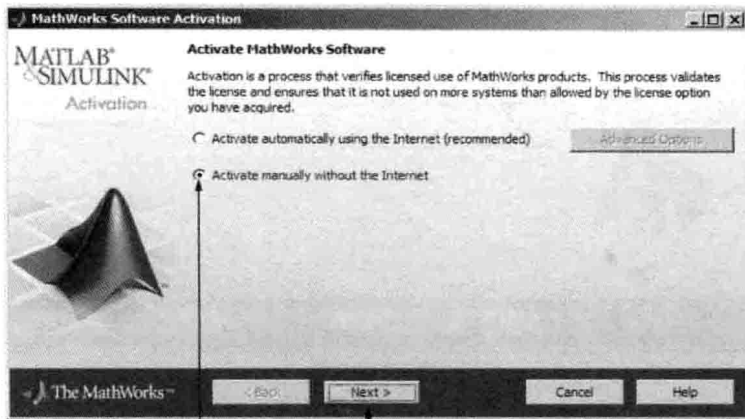 MathWorks Software Activation
MATLAB®
&SIMULINK®
Activation
Activate MathWorks Software
Activation is a process that verifies licensed use of MathWorks products. This process validates
the license and ensures that it is not used on more systems than allowed by the license option
you have acquired.
Activate automatically using the Internet (recommended)
Advanced Options
Activate manually without the Internet
The MathWorks™
< Back
Next >
Cancel
Help